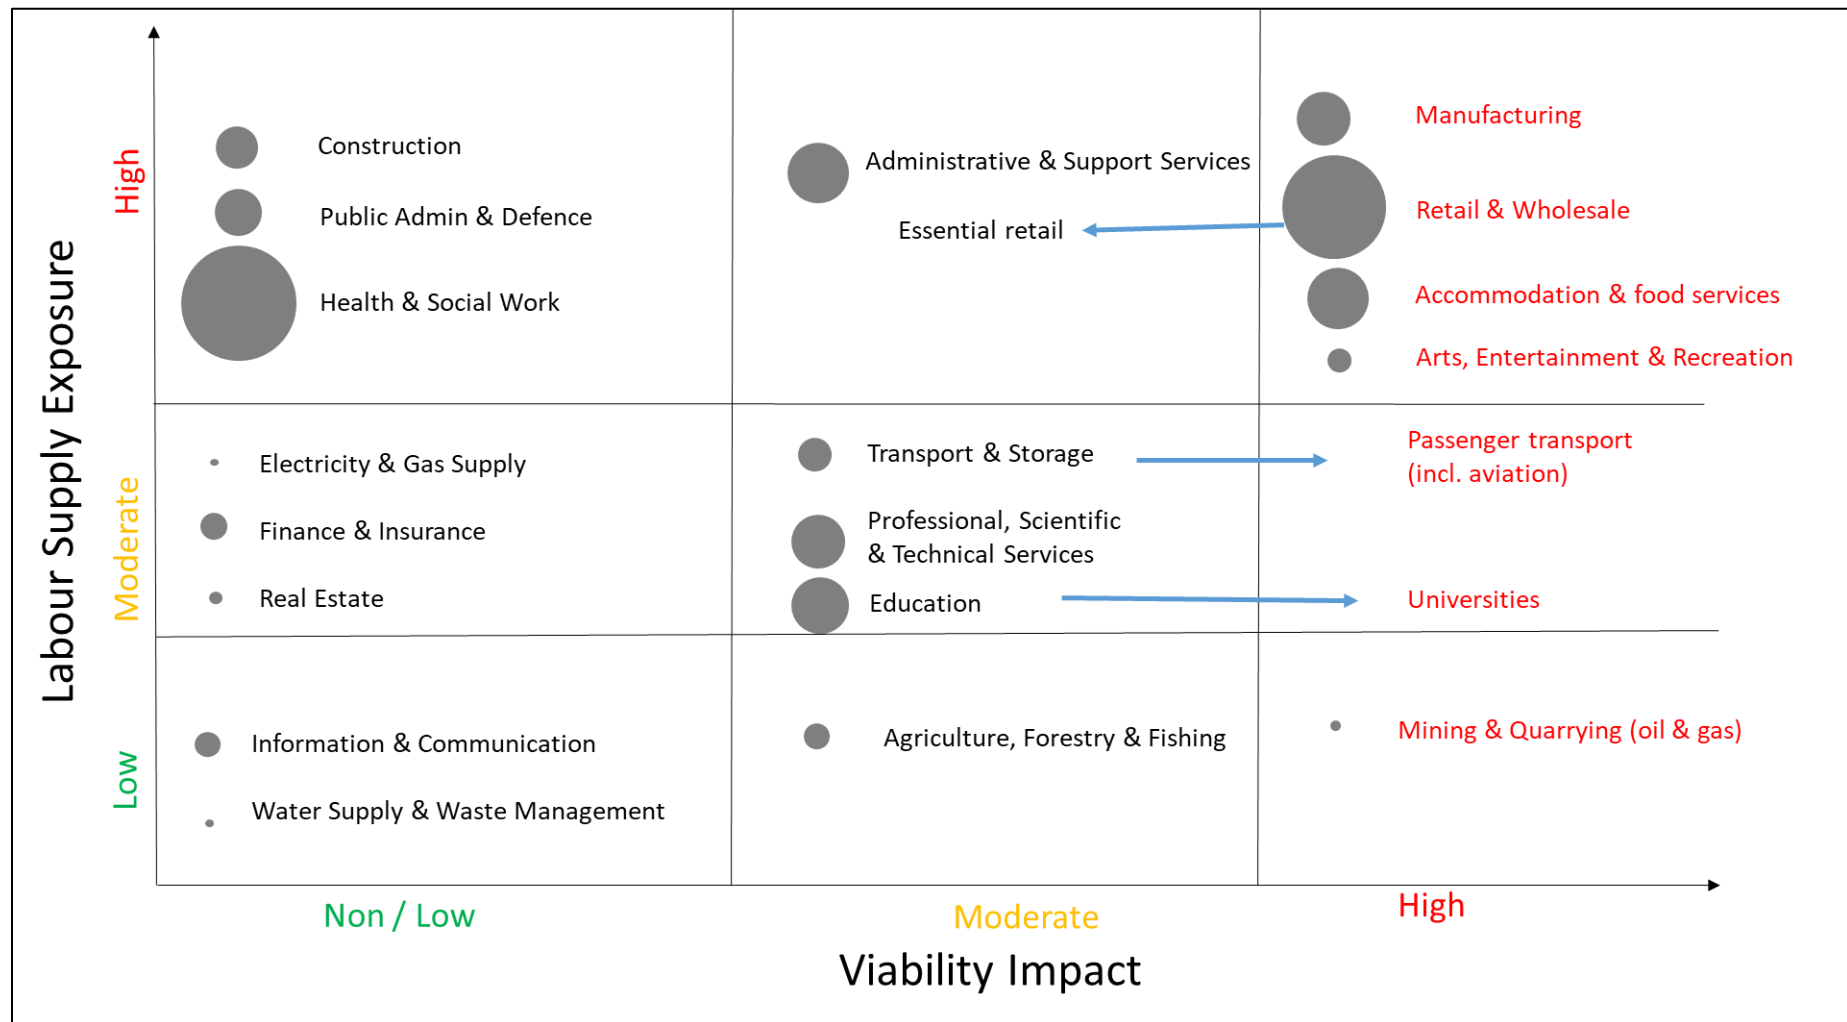 High
Construction
Public Admin & Defence
Health & Social Work
Administrative & Support Services
Essential retail
Manufacturing
Retail & Wholesale
Accommodation & food services
Arts, Entertainment & Recreation
Labour Supply Exposure
Moderate
Electricity & Gas Supply
Finance & Insurance
Real Estate
Transport & Storage
Professional, Scientific
& Technical Services
Education
Passenger transport
(incl. aviation)
Universities
Low
Information & Communication
Water Supply & Waste Management
Agriculture, Forestry & Fishing
Mining & Quarrying (oil & gas)
Non / Low
Moderate
High
Viability Impact